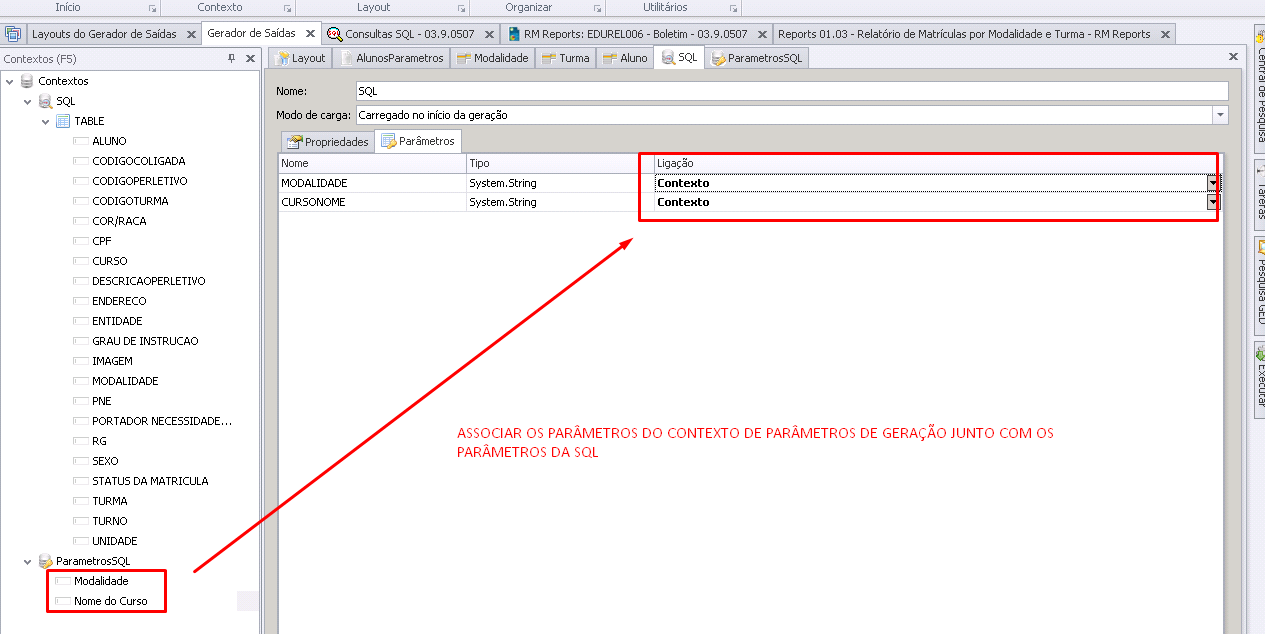 Início Contexto Layout Organizar Utilitários
Layouts do Gerador de Saídas Gerador de Saídas Consultas SQL - 03.9.0507 RM Reports: EDUREL006 - Boletim - 03.9.0507 Reports 01.03 - Relatório de Matrículas por Modalidade e Turma - RM Reports
Contextos (F5)
Layout AlunosParametros Modalidade Turma Aluno SQL ParametrosSQL
Contextos
SQL
TABLE
ALUNO
CODIGOCOLIGADA
CODIGOPERLETIVO
CODIGOTURMA
COR/RACA
CPF
CURSO
DESCRICAOPERLETIVO
ENDERECO
ENTIDADE
GRAU DE INSTRUCAO
IMAGEM
MODALIDADE
PNE
PORTADOR NECESSIDADE...
RG
SEXO
STATUS DA MATRICULA
TURMA
TURNO
UNIDADE
ParametrosSQL
Modalidade
Nome do Curso
Nome: SQL
Modo de carga: Carregado no início da geração
Propriedades Parâmetros
Nome Tipo Ligação
MODALIDADE System.String Contexto
CURSONOME System.String Contexto
ASSOCIAR OS PARÂMETROS DO CONTEXTO DE PARÂMETROS DE GERAÇÃO JUNTO COM OS
PARÂMETROS DA SQL
Central de Pesquisa
Tarefas
Pesquisa GED
Executar